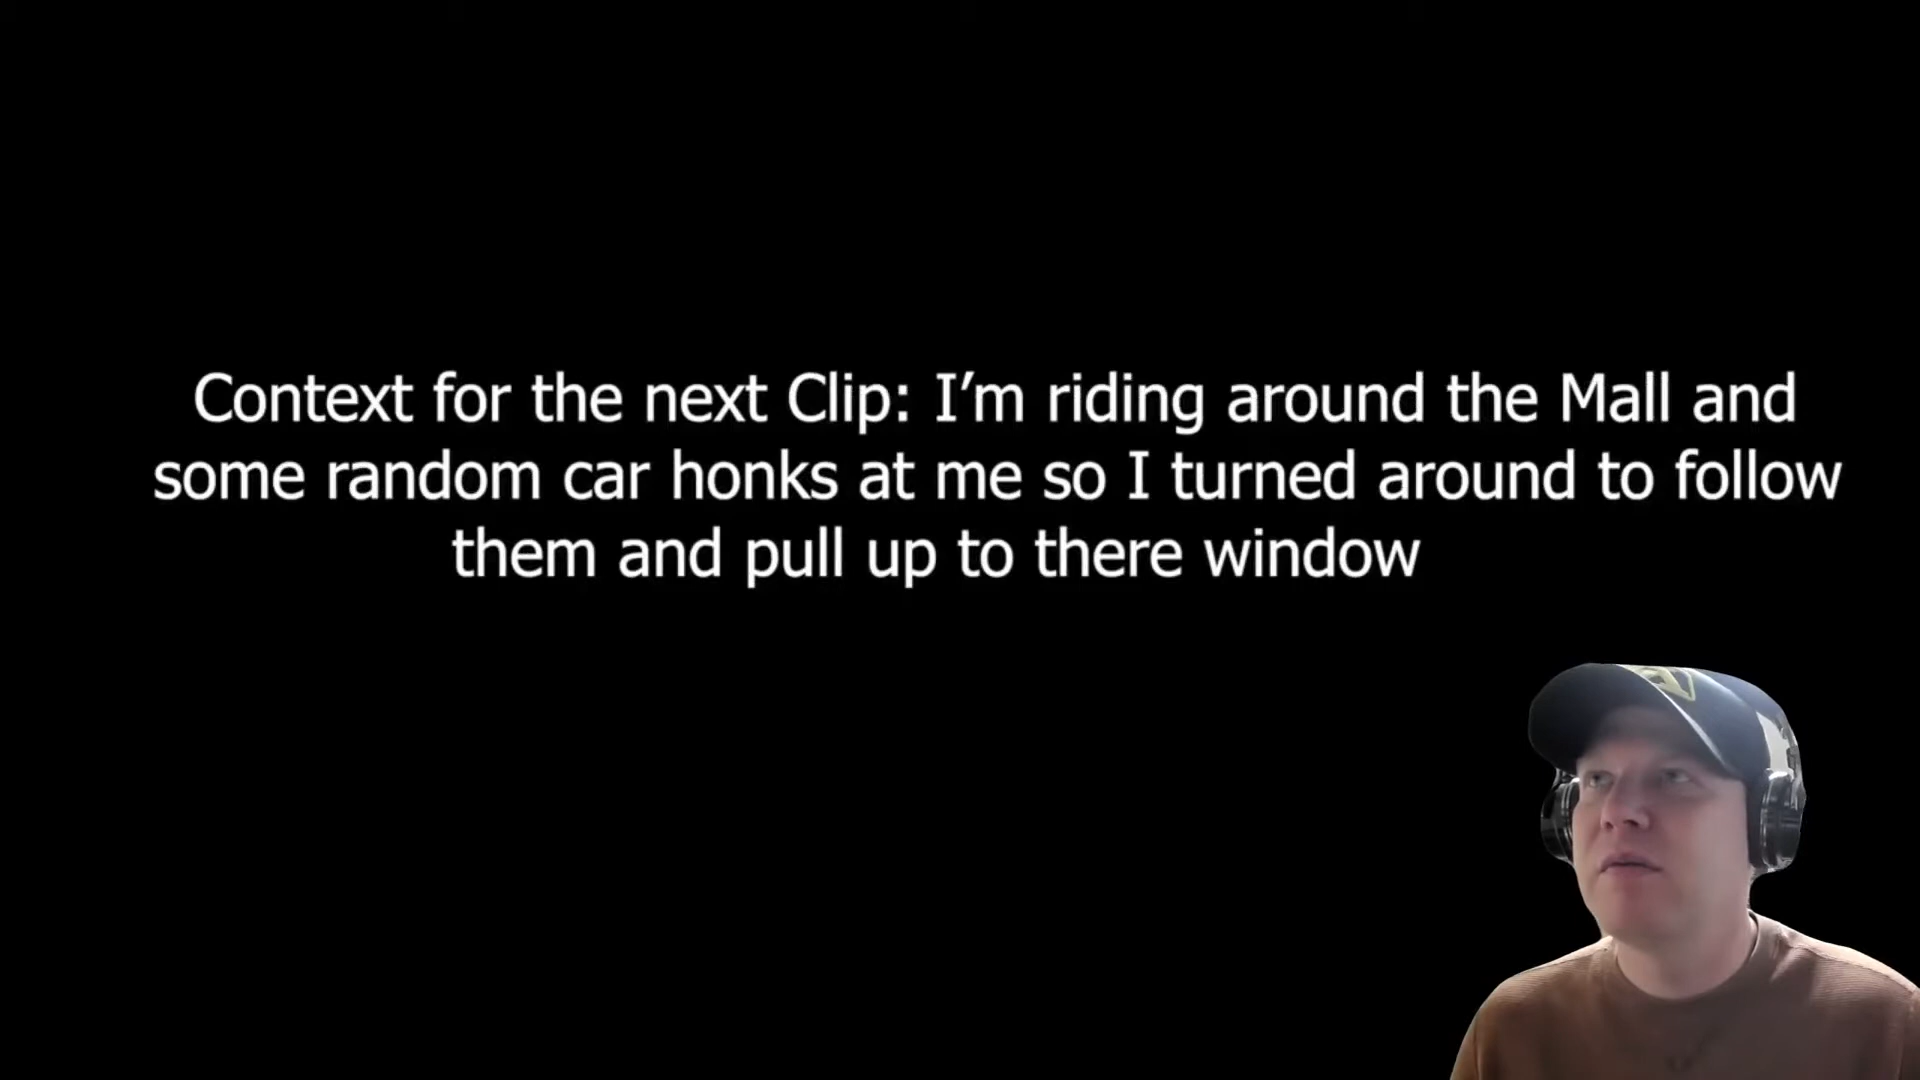 Context for the next Clip: I’m riding around the Mall and
some random car honks at me so I turned around to follow
them and pull up to there window